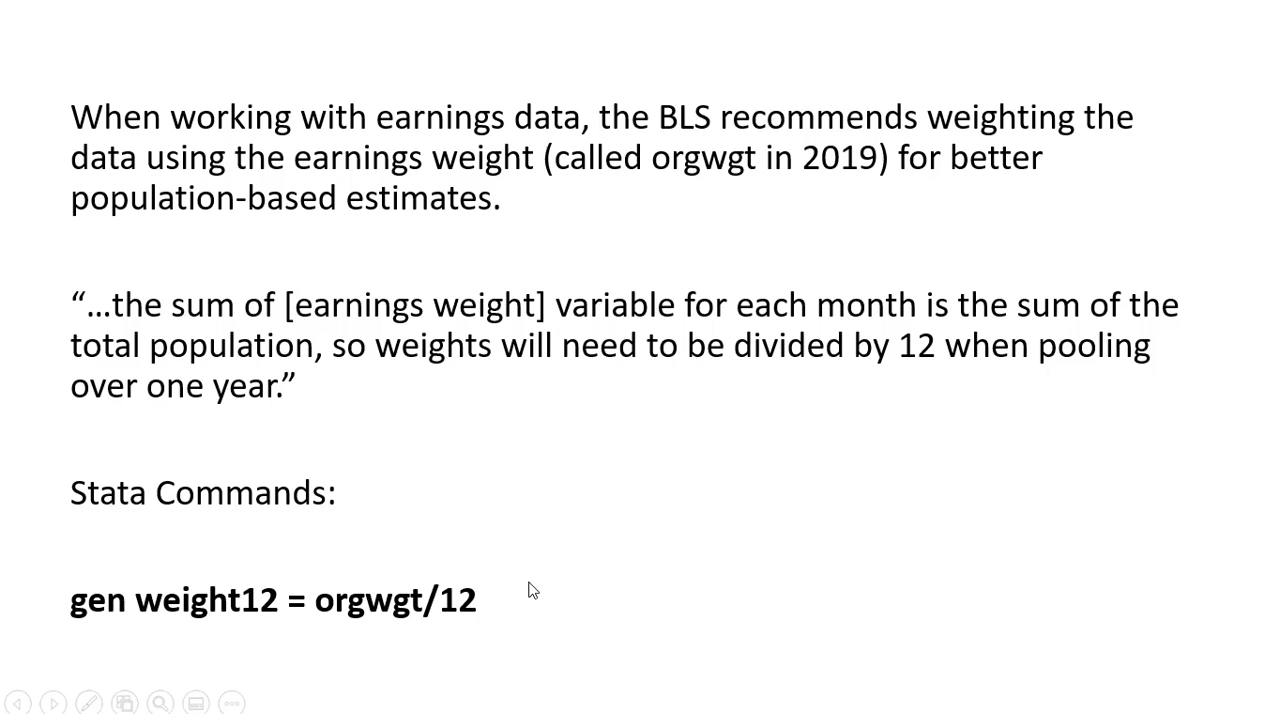 When working with earnings data, the BLS recommends weighting the
data using the earnings weight (called orgwgt in 2019) for better
population-based estimates.
“…the sum of [earnings weight] variable for each month is the sum of the
total population, so weights will need to be divided by 12 when pooling
over one year.”
Stata Commands:
gen weight12 = orgwgt/12